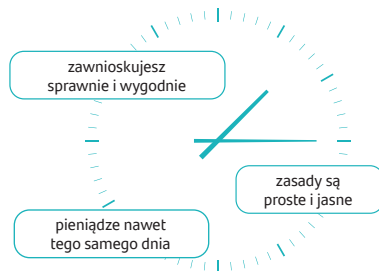 zawnioskujesz
sprawnie i wygodnie
zasady są
proste i jasne
pieniądze nawet
tego samego dnia